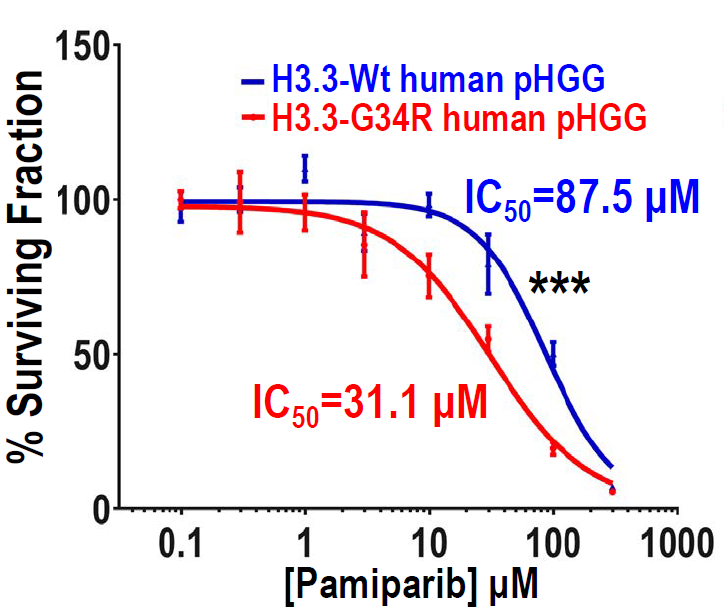 % Surviving Fraction
150
100
50
0
H3.3-Wt human pHGG
H3.3-G34R human pHGG
IC50=87.5 µM
***
IC50=31.1 µM
0.1 1 10 100 1000
[Pamiparib] µM